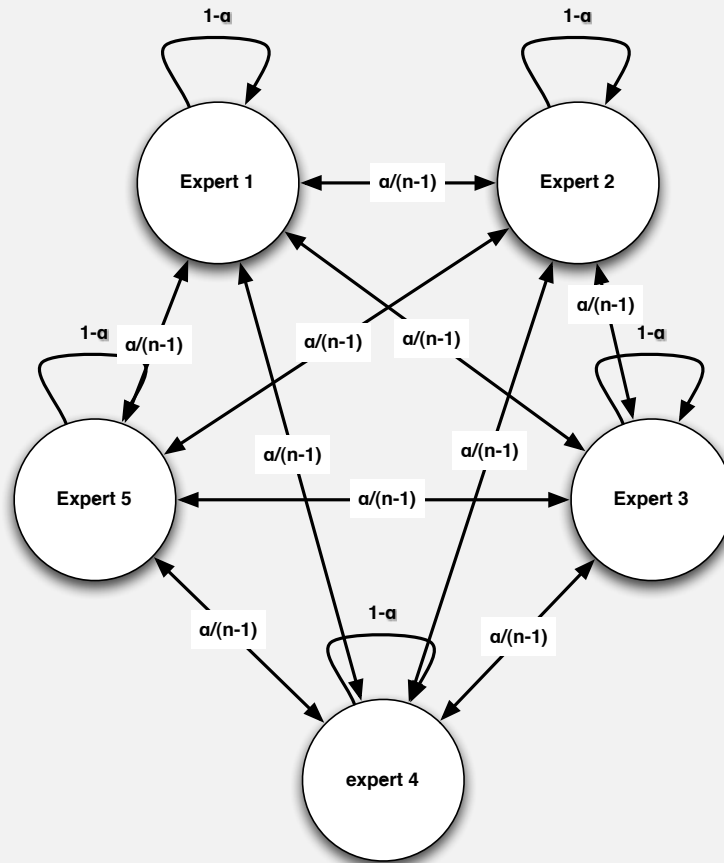 1-α
1-α
Expert 1
α/(n-1)
Expert 2
α/(n-1)
1-α
α/(n-1)
α/(n-1)
α/(n-1)
1-α
α/(n-1)
α/(n-1)
Expert 5
α/(n-1)
Expert 3
α/(n-1)
1-α
α/(n-1)
expert 4